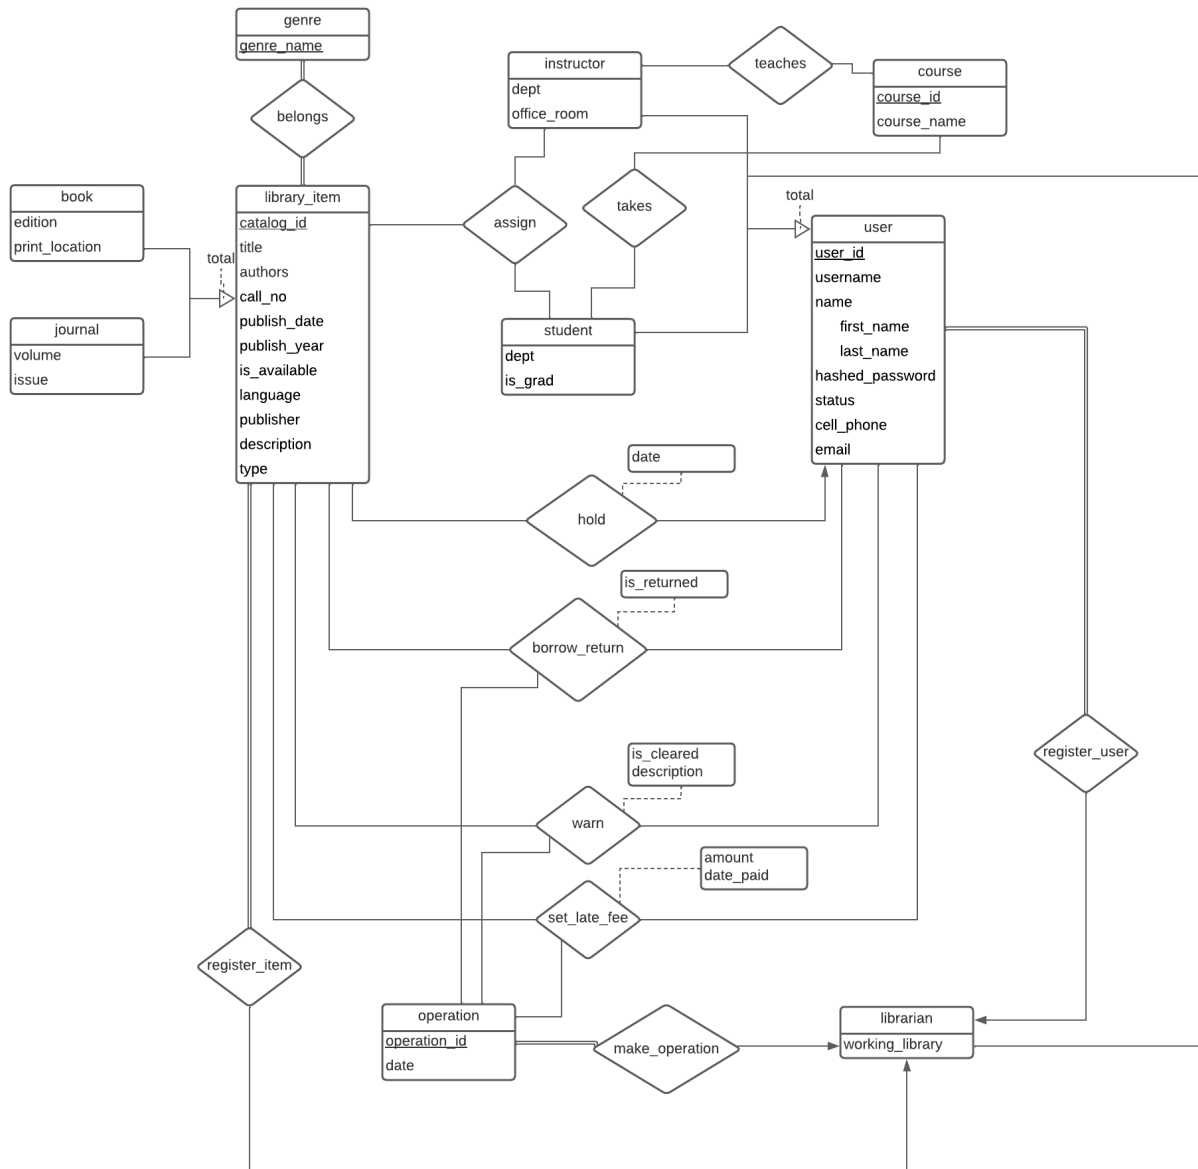 genre
genre_name
belongs
instructor
dept
office_room
teaches
course
course_id
course_name
book
edition
print_location
library_item
catalog_id
title
authors
call_no
publish_date
publish_year
is_available
language
publisher
description
type
total
journal
volume
issue
assign
takes
total
user
user_id
username
name
first_name
last_name
hashed_password
status
cell_phone
email
student
dept
is_grad
date
hold
is_returned
borrow_return
is_cleared
description
warn
register_user
amount
date_paid
set_late_fee
register_item
operation
operation_id
date
make_operation
librarian
working_library